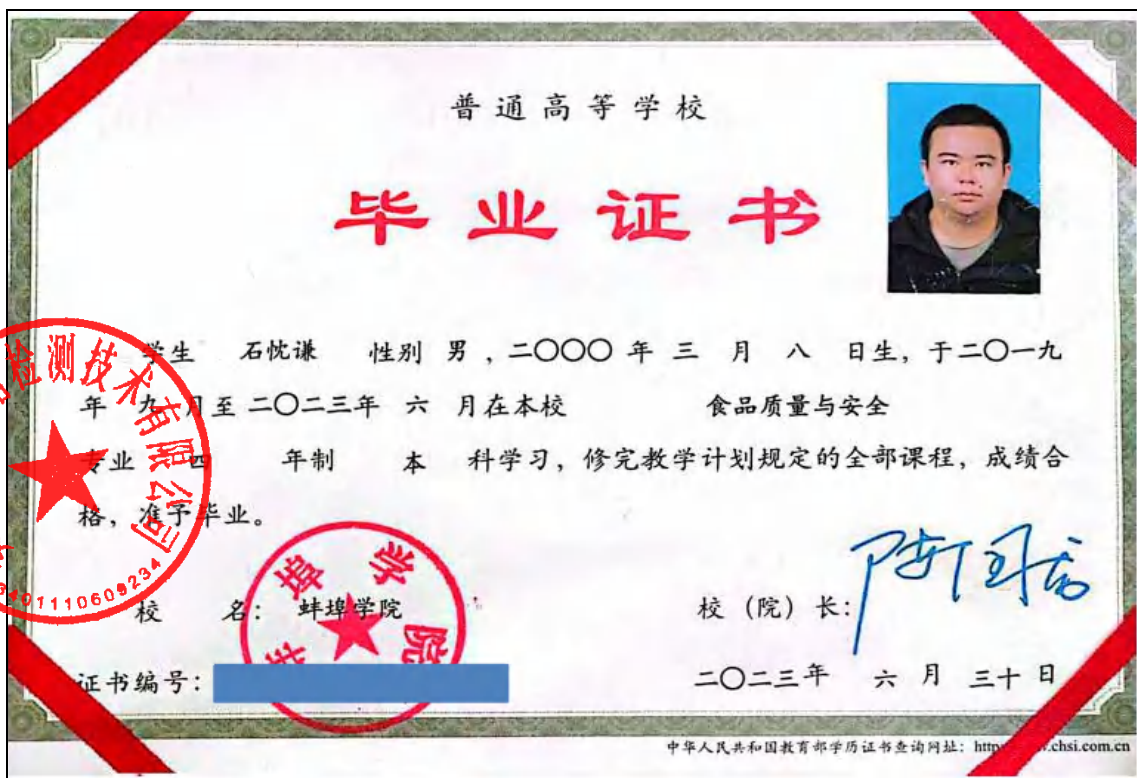 普通高等学校
毕业证书
学生 石忱谦 性别 男 ,二〇〇〇 年 三 月 八 日生, 于二〇一九
年 九 月至 二〇二三年 六 月在本校 食品质量与安全
专业 四 年制 本 科学习, 修完教学计划规定的全部课程, 成绩合
格, 准予毕业。
检测技术有限公司
3401110609234
校 名: 蚌埠学院
蚌埠学院
校 (院) 长:
证书编号:
二〇二三年 六 月 三十 日
中华人民共和国教育部学历证书查询网址: http .chsi.com.cn